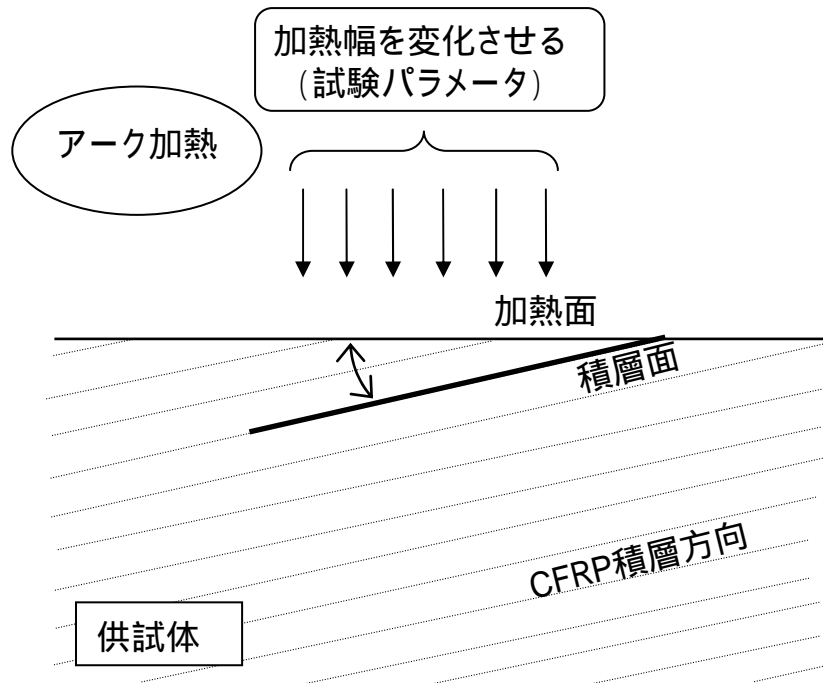 加熱幅を変化させる
(試験パラメータ)
アーク加熱
加熱面
積層面
CFRP積層方向
供試体